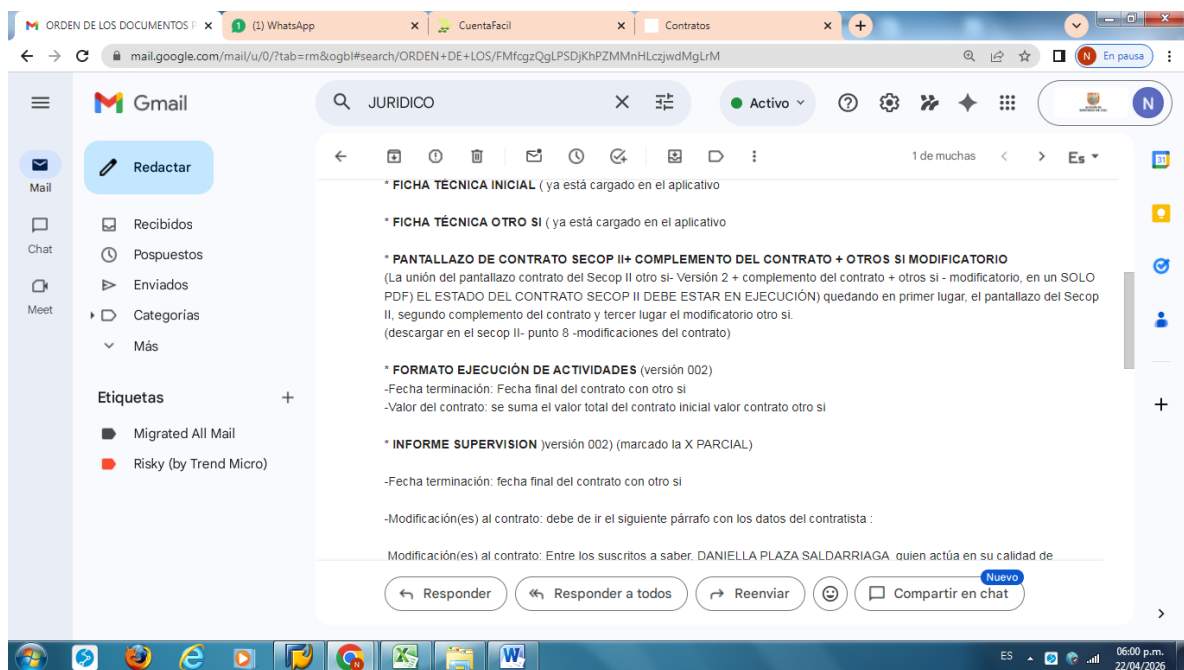 ORDEN DE LOS DOCUMENTOS P
(1) WhatsApp
CuentaFacil
Contratos
mail.google.com/mail/u/0/?tab=rm&ogbl#search/ORDEN+DE+LOS/FMfcgzQgLPSDjKhPZMMnHLczjwdMgLrM
N
En pausa
Gmail
JURIDICO
Activo
N
Mail
Chat
Meet
Redactar
Recibidos
Pospuestos
Enviados
Categorías
Más
Etiquetas
Migrated All Mail
Risky (by Trend Micro)
1 de muchas
Es
31
* FICHA TÉCNICA INICIAL ( ya está cargado en el aplicativo
* FICHA TÉCNICA OTRO SI ( ya está cargado en el aplicativo
* PANTALLAZO DE CONTRATO SECOP II+ COMPLEMENTO DEL CONTRATO + OTROS SI MODIFICATORIO
(La unión del pantallazo contrato del Secop II otro si- Versión 2 + complemento del contrato + otros si - modificatorio, en un SOLO
PDF) EL ESTADO DEL CONTRATO SECOP II DEBE ESTAR EN EJECUCIÓN) quedando en primer lugar, el pantallazo del Secop
II, segundo complemento del contrato y tercer lugar el modificatorio otro si.
(descargar en el secop II- punto 8 -modificaciones del contrato)
* FORMATO EJECUCIÓN DE ACTIVIDADES (versión 002)
-Fecha terminación: Fecha final del contrato con otro si
-Valor del contrato: se suma el valor total del contrato inicial valor contrato otro si
* INFORME SUPERVISION )versión 002) (marcado la X PARCIAL)
-Fecha terminación: fecha final del contrato con otro si
-Modificación(es) al contrato: debe de ir el siguiente párrafo con los datos del contratista :
Modificación(es) al contrato: Entre los suscritos a saber, DANIELLA PLAZA SALDARRIAGA quien actúa en su calidad de
Responder
Responder a todos
Reenviar
Compartir en chat
Nuevo
ES
06:00 p.m.
22/04/2026